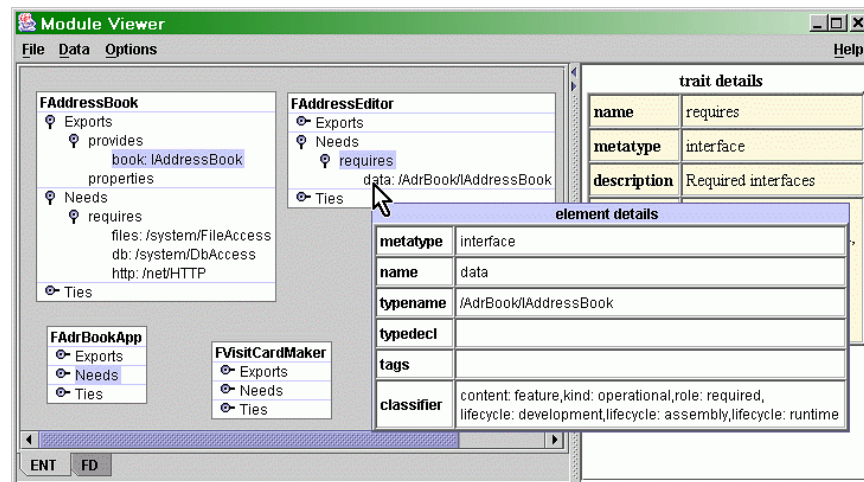 Module Viewer
File Data Options Help
FAddressBook
Exports
provides
book: IAddressBook
properties
Needs
requires
files: /system/FileAccess
db: /system/DbAccess
http: /net/HTTP
Ties
FAddressEditor
Exports
Needs
requires
data: /AdrBook/IAddressBook
Ties
FAdrBookApp
Exports
Needs
Ties
FVisitCardMaker
Exports
Needs
Ties
ENT FD
trait details
name requires
metatype interface
description Required interfaces
element details
metatype interface
name data
typename /AdrBook/IAddressBook
typedecl
tags
classifier content: feature,kind: operational,role: required,
lifecycle: development,lifecycle: assembly,lifecycle: runtime